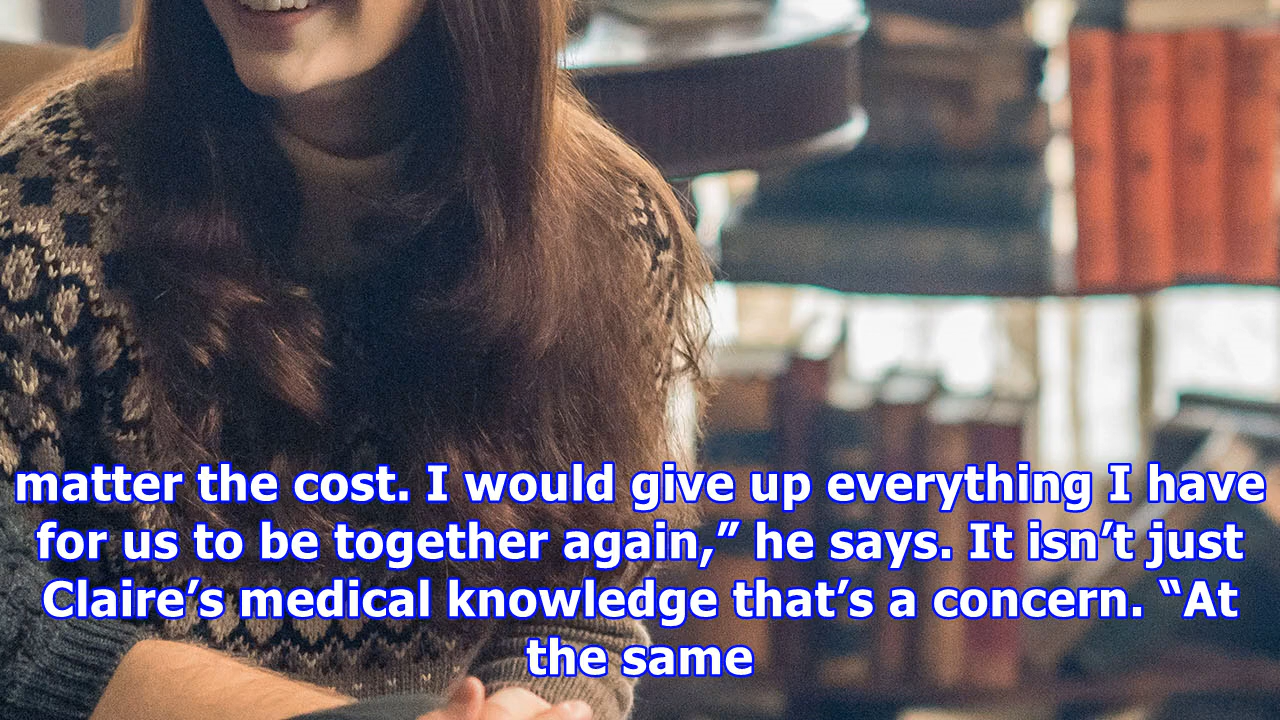 matter the cost. I would give up everything I have
for us to be together again,” he says. It isn’t just
Claire’s medical knowledge that’s a concern. “At
the same